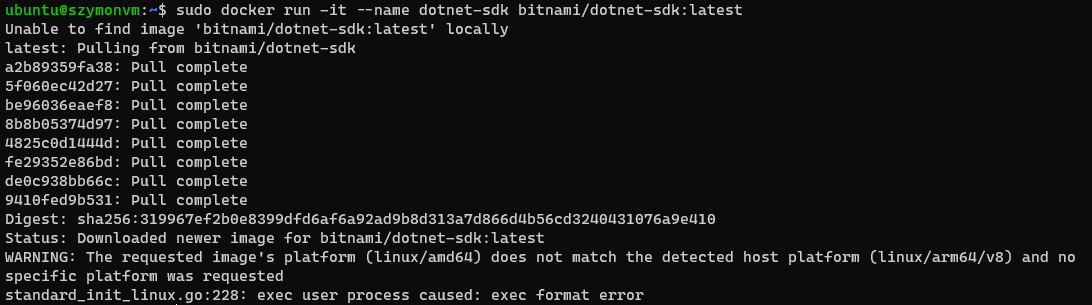 ubuntu@szymonvm:~$ sudo docker run -it --name dotnet-sdk bitnami/dotnet-sdk:latest
Unable to find image 'bitnami/dotnet-sdk:latest' locally
latest: Pulling from bitnami/dotnet-sdk
a2b89359fa38: Pull complete
5f060ec42d27: Pull complete
be96036eaef8: Pull complete
8b8b05374d97: Pull complete
4825c0d1444d: Pull complete
fe29352e86bd: Pull complete
de0c938bb66c: Pull complete
9410fed9b531: Pull complete
Digest: sha256:319967ef2b0e8399dfd6af6a92ad9b8d313a7d866d4b56cd3240431076a9e410
Status: Downloaded newer image for bitnami/dotnet-sdk:latest
WARNING: The requested image's platform (linux/amd64) does not match the detected host platform (linux/arm64/v8) and no
specific platform was requested
standard_init_linux.go:228: exec user process caused: exec format error